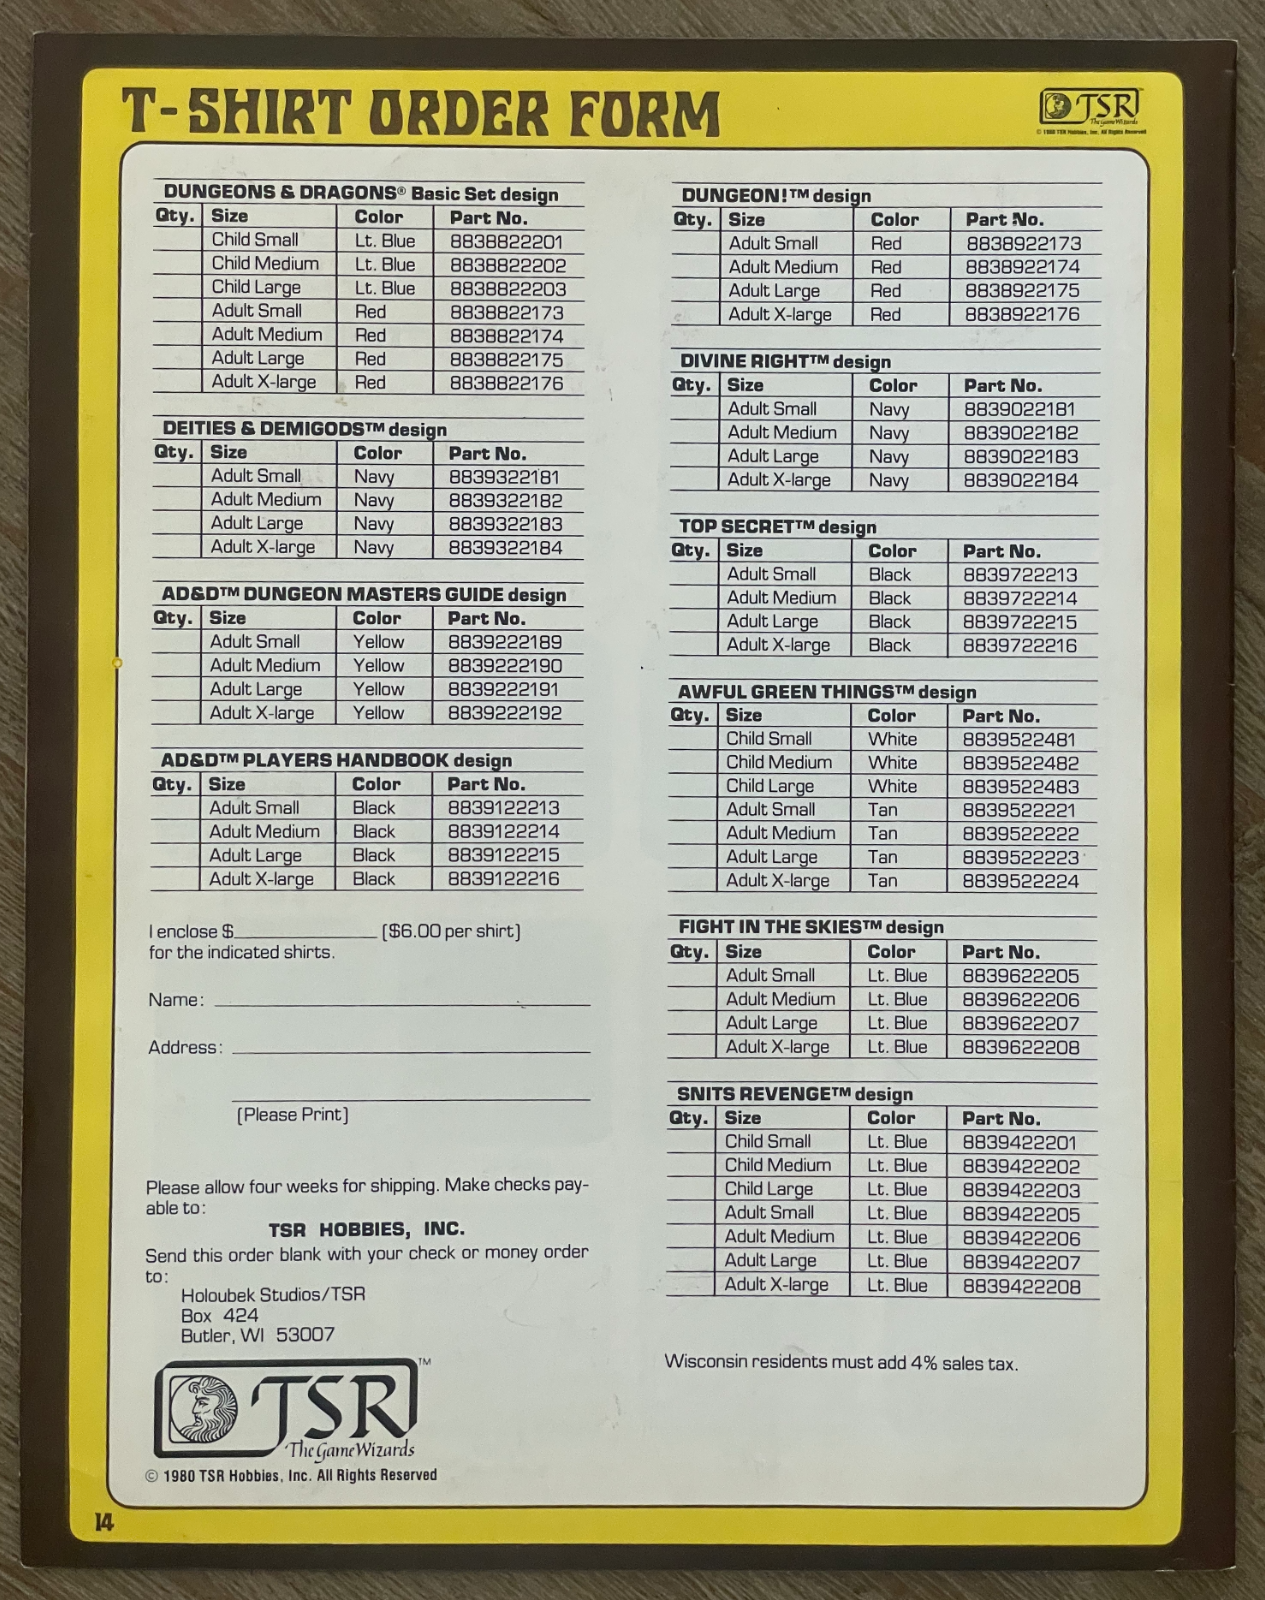 T-SHIRT ORDER FORM
TSR
The Game Wizards
© 1980 TSR Hobbies, Inc. All Rights Reserved
DUNGEONS & DRAGONS® Basic Set design
Qty. Size Color Part No.
Child Small Lt. Blue 8838822201
Child Medium Lt. Blue 8838822202
Child Large Lt. Blue 8838822203
Adult Small Red 8838822173
Adult Medium Red 8838822174
Adult Large Red 8838822175
Adult X-large Red 8838822176
DEITIES & DEMIGODS™ design
Qty. Size Color Part No.
Adult Small Navy 8839322181
Adult Medium Navy 8839322182
Adult Large Navy 8839322183
Adult X-large Navy 8839322184
AD&D™ DUNGEON MASTERS GUIDE design
Qty. Size Color Part No.
Adult Small Yellow 8839222189
Adult Medium Yellow 8839222190
Adult Large Yellow 8839222191
Adult X-large Yellow 8839222192
AD&D™ PLAYERS HANDBOOK design
Qty. Size Color Part No.
Adult Small Black 8839122213
Adult Medium Black 8839122214
Adult Large Black 8839122215
Adult X-large Black 8839122216
I enclose $ [$6.00 per shirt]
for the indicated shirts.
Name:
Address:
[Please Print]
Please allow four weeks for shipping. Make checks pay-
able to:
TSR HOBBIES, INC.
Send this order blank with your check or money order
to:
Holoubek Studios/TSR
Box 424
Butler, WI 53007
TSR™
The Game Wizards
© 1980 TSR Hobbies, Inc. All Rights Reserved
DUNGEON!™ design
Qty. Size Color Part No.
Adult Small Red 8838922173
Adult Medium Red 8838922174
Adult Large Red 8838922175
Adult X-large Red 8838922176
DIVINE RIGHT™ design
Qty. Size Color Part No.
Adult Small Navy 8839022181
Adult Medium Navy 8839022182
Adult Large Navy 8839022183
Adult X-large Navy 8839022184
TOP SECRET™ design
Qty. Size Color Part No.
Adult Small Black 8839722213
Adult Medium Black 8839722214
Adult Large Black 8839722215
Adult X-large Black 8839722216
AWFUL GREEN THINGS™ design
Qty. Size Color Part No.
Child Small White 8839522481
Child Medium White 8839522482
Child Large White 8839522483
Adult Small Tan 8839522221
Adult Medium Tan 8839522222
Adult Large Tan 8839522223
Adult X-large Tan 8839522224
FIGHT IN THE SKIES™ design
Qty. Size Color Part No.
Adult Small Lt. Blue 8839622205
Adult Medium Lt. Blue 8839622206
Adult Large Lt. Blue 8839622207
Adult X-large Lt. Blue 8839622208
SNITS REVENGE™ design
Qty. Size Color Part No.
Child Small Lt. Blue 8839422201
Child Medium Lt. Blue 8839422202
Child Large Lt. Blue 8839422203
Adult Small Lt. Blue 8839422205
Adult Medium Lt. Blue 8839422206
Adult Large Lt. Blue 8839422207
Adult X-large Lt. Blue 8839422208
Wisconsin residents must add 4% sales tax.
14